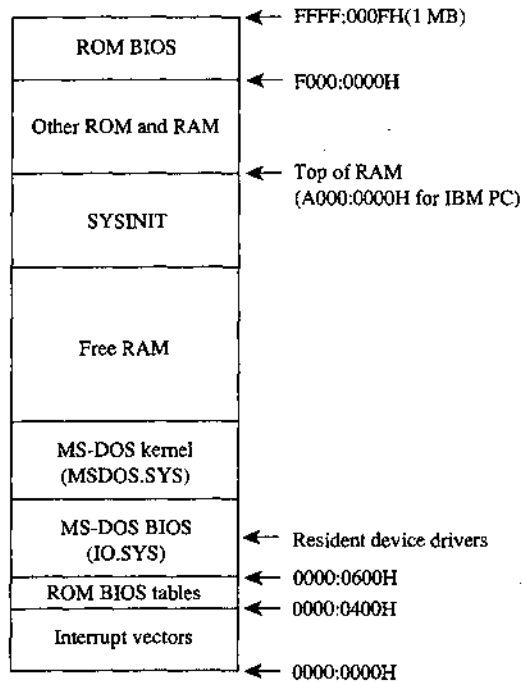 FFFF:000FH(1 MB)
ROM BIOS
F000:0000H
Other ROM and RAM
Top of RAM
(A000:0000H for IBM PC)
SYSINIT
Free RAM
MS-DOS kernel
(MSDOS.SYS)
MS-DOS BIOS
(IO.SYS)
Resident device drivers
0000:0600H
ROM BIOS tables
0000:0400H
Interrupt vectors
0000:0000H